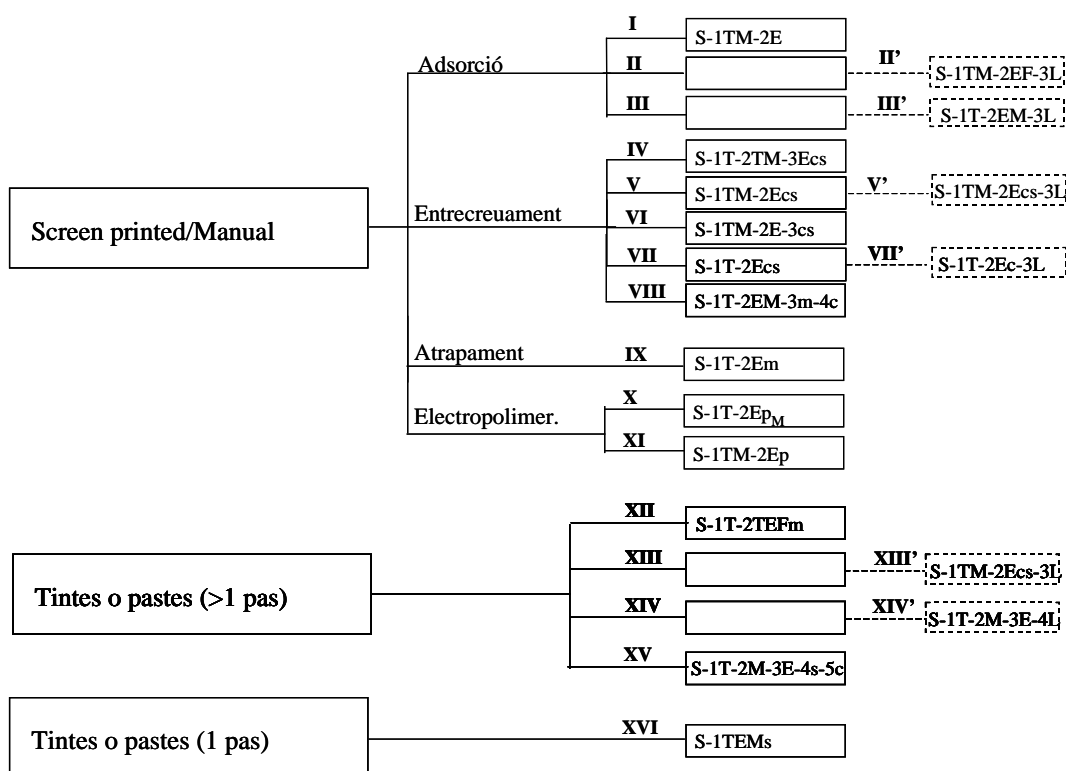 I
S-1TM-2E
Adsorció
II
II’
S-1TM-2EF-3L
III
III’
S-1T-2EM-3L
Screen printed/Manual
Entrecreuament
IV
S-1T-2TM-3Ecs
V
S-1TM-2Ecs
V’
S-1TM-2Ecs-3L
VI
S-1TM-2E-3cs
VII
S-1T-2Ecs
VII’
S-1T-2Ec-3L
VIII
S-1T-2EM-3m-4c
Atrapament
IX
S-1T-2Em
Electropolimer.
X
S-1T-2EpM
XI
S-1TM-2Ep
Tintes o pastes (>1 pas)
XII
S-1T-2TEFm
XIII
XIII’
S-1TM-2Ecs-3L
XIV
XIV’
S-1T-2M-3E-4L
XV
S-1T-2M-3E-4s-5c
Tintes o pastes (1 pas)
XVI
S-1TEMs